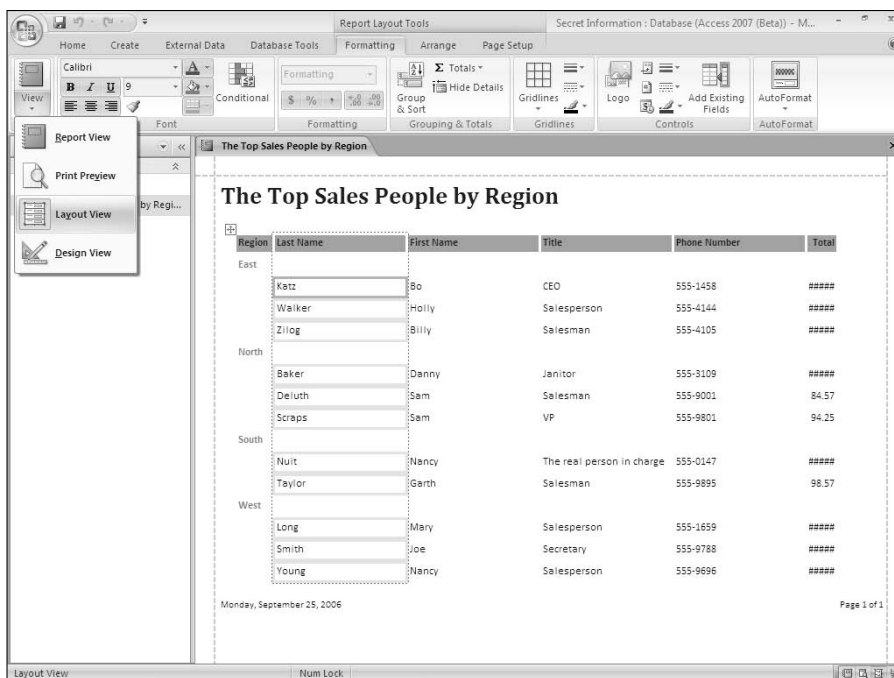 Report Layout Tools Secret Information : Database (Access 2007 (Beta)) - M...
Home Create External Data Database Tools Formatting Arrange Page Setup
View
Calibri
B I U 9
Font
Conditional
Formatting
$ % ,
Formatting
Group & Sort
Σ Totals
Hide Details
Grouping & Totals
Gridlines
Gridlines
Logo
Add Existing Fields
Controls
AutoFormat
AutoFormat
Report View
Print Preview
Layout View
Design View
by Regi...
The Top Sales People by Region
The Top Sales People by Region
Region Last Name First Name Title Phone Number Total
East
Katz Bo CEO 555-1458 #####
Walker Holly Salesperson 555-4144 #####
Zilog Billy Salesman 555-4105 #####
North
Baker Danny Janitor 555-3109 #####
Deluth Sam Salesman 555-9001 84.57
Scraps Sam VP 555-9801 94.25
South
Nuit Nancy The real person in charge 555-0147 #####
Taylor Garth Salesman 555-9895 98.57
West
Long Mary Salesperson 555-1659 #####
Smith Joe Secretary 555-9788 #####
Young Nancy Salesperson 555-9696 #####
Monday, September 25, 2006 Page 1 of 1
Layout View Num Lock